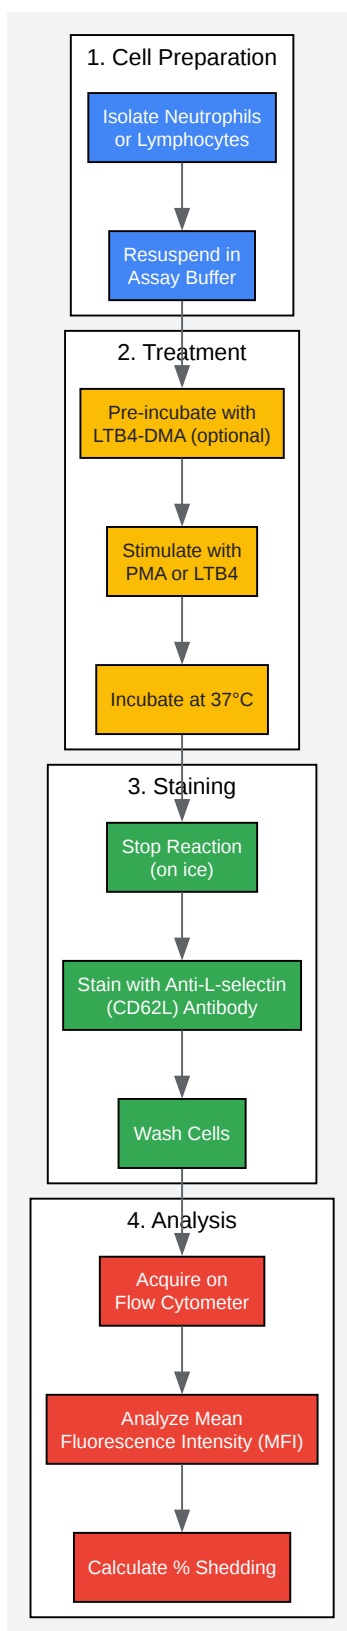 1. Cell Preparation
Isolate Neutrophils
or Lymphocytes
Resuspend in
Assay Buffer
2. Treatment
Pre-incubate with
LTB4-DMA (optional)
Stimulate with
PMA or LTB4
Incubate at 37°C
3. Staining
Stop Reaction
(on ice)
Stain with Anti-L-selectin
(CD62L) Antibody
Wash Cells
4. Analysis
Acquire on
Flow Cytometer
Analyze Mean
Fluorescence Intensity (MFI)
Calculate % Shedding